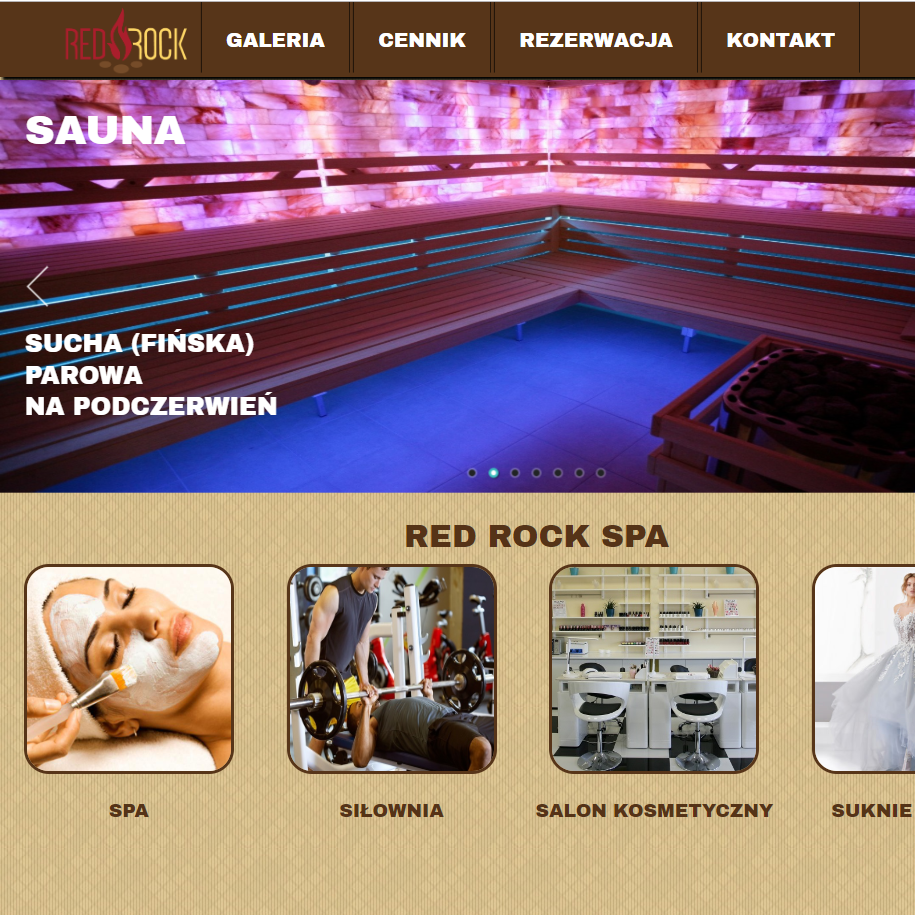 RED ROCK
GALERIA
CENNIK
REZERWACJA
KONTAKT
SAUNA
SUCHA (FIŃSKA)
PAROWA
NA PODCZERWIEŃ
RED ROCK SPA
SPA
SIŁOWNIA
SALON KOSMETYCZNY
SUKNIE